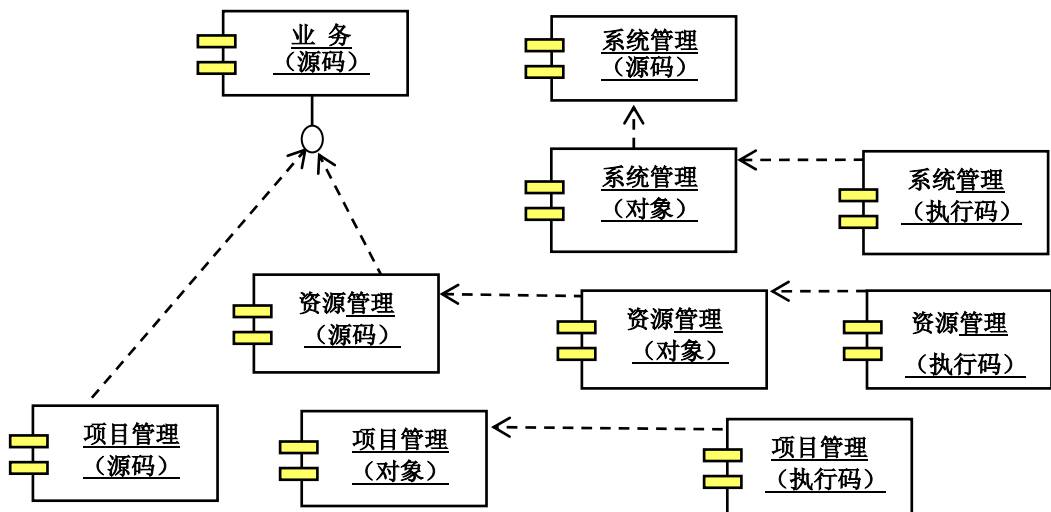 业 务
（源码）
系统管理
（源码）
系统管理
（对象）
系统管理
（执行码）
资源管理
（源码）
资源管理
（对象）
资源管理
（执行码）
项目管理
（源码）
项目管理
（对象）
项目管理
（执行码）